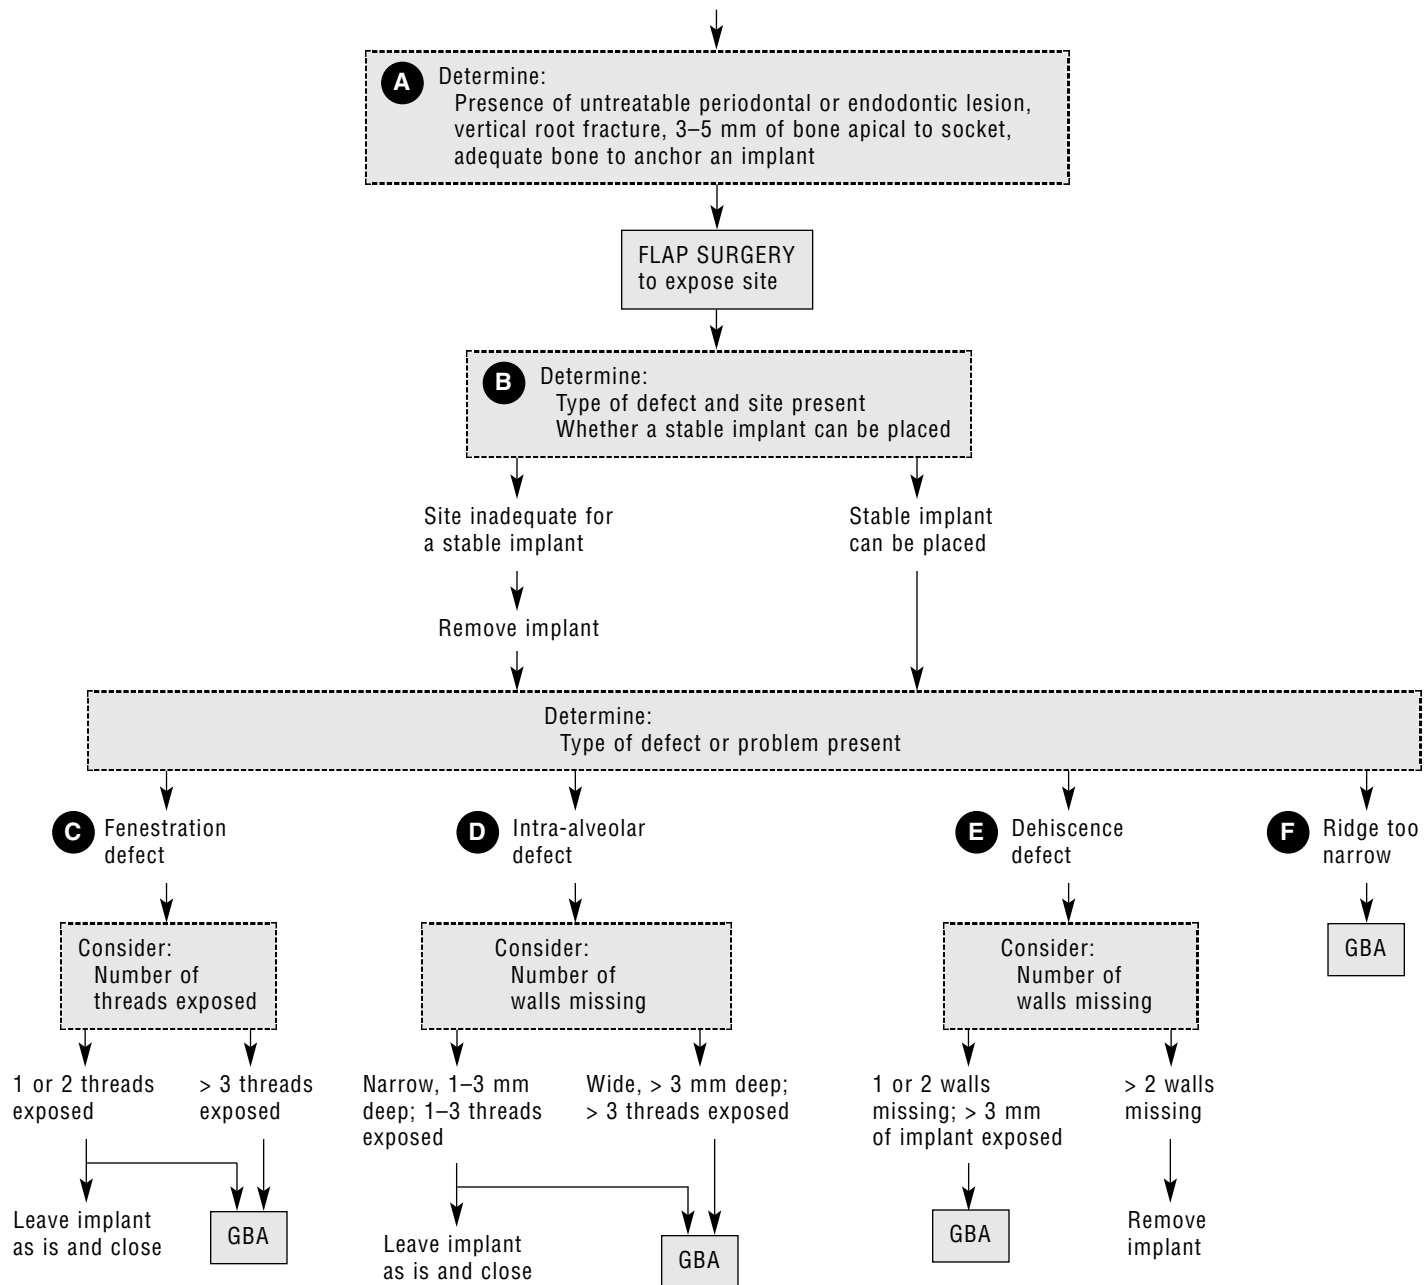 A
Determine:
Presence of untreatable periodontal or endodontic lesion,
vertical root fracture, 3–5 mm of bone apical to socket,
adequate bone to anchor an implant
FLAP SURGERY
to expose site
B
Determine:
Type of defect and site present
Whether a stable implant can be placed
Site inadequate for
a stable implant
Stable implant
can be placed
Remove implant
Determine:
Type of defect or problem present
C
Fenestration
defect
D
Intra-alveolar
defect
E
Dehiscence
defect
F
Ridge too
narrow
Consider:
Number of
threads exposed
Consider:
Number of
walls missing
Consider:
Number of
walls missing
GBA
1 or 2 threads
exposed
> 3 threads
exposed
Narrow, 1–3 mm
deep; 1–3 threads
exposed
Wide, > 3 mm deep;
> 3 threads exposed
1 or 2 walls
missing; > 3 mm
of implant exposed
> 2 walls
missing
Leave implant
as is and close
GBA
Leave implant
as is and close
GBA
GBA
Remove
implant